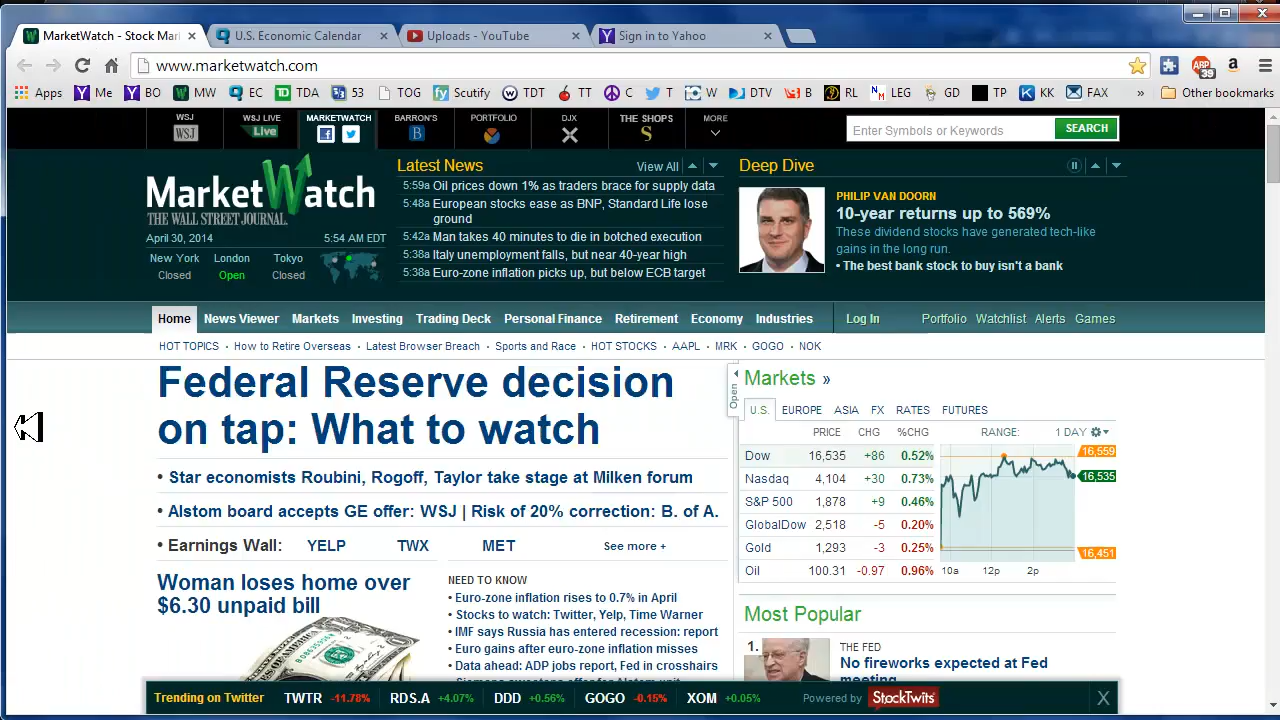 MarketWatch - Stock Mar
U.S. Economic Calendar
Uploads - YouTube
Sign in to Yahoo
www.marketwatch.com
ABP
39
Apps
Me
BO
MW
EC
TDA
53
TOG
Scutify
TDT
TT
C
T
W
DTV
B
RL
LEG
GD
TP
KK
FAX
»
Other bookmarks
WSJ
WSJ LIVE
MARKETWATCH
BARRON'S
PORTFOLIO
DJX
THE SHOPS
MORE
WSJ
Live
B
S
Enter Symbols or Keywords
SEARCH
MarketWatch
THE WALL STREET JOURNAL.
April 30, 2014
5:54 AM EDT
New York
London
Tokyo
Closed
Open
Closed
Latest News
View All
5:59a Oil prices down 1% as traders brace for supply data
5:48a European stocks ease as BNP, Standard Life lose
ground
5:42a Man takes 40 minutes to die in botched execution
5:38a Italy unemployment falls, but near 40-year high
5:38a Euro-zone inflation picks up, but below ECB target
Deep Dive
PHILIP VAN DOORN
10-year returns up to 569%
These dividend stocks have generated tech-like
gains in the long run.
• The best bank stock to buy isn't a bank
Home
News Viewer
Markets
Investing
Trading Deck
Personal Finance
Retirement
Economy
Industries
Log In
Portfolio
Watchlist
Alerts
Games
HOT TOPICS
How to Retire Overseas
Latest Browser Breach
Sports and Race
HOT STOCKS
AAPL
MRK
GOGO
NOK
Federal Reserve decision
on tap: What to watch
• Star economists Roubini, Rogoff, Taylor take stage at Milken forum
• Alstom board accepts GE offer: WSJ | Risk of 20% correction: B. of A.
• Earnings Wall: YELP TWX MET See more +
Woman loses home over
$6.30 unpaid bill
NEED TO KNOW
• Euro-zone inflation rises to 0.7% in April
• Stocks to watch: Twitter, Yelp, Time Warner
• IMF says Russia has entered recession: report
• Euro gains after euro-zone inflation misses
• Data ahead: ADP jobs report, Fed in crosshairs
Open
Markets »
U.S.
EUROPE
ASIA
FX
RATES
FUTURES
PRICE CHG %CHG
RANGE: 1 DAY
Dow 16,535 +86 0.52%
Nasdaq 4,104 +30 0.73%
S&P 500 1,878 +9 0.46%
GlobalDow 2,518 -5 0.20%
Gold 1,293 -3 0.25%
Oil 100.31 -0.97 0.96%
16,559
16,535
16,451
10a 12p 2p
Most Popular
1.
THE FED
No fireworks expected at Fed
meeting
Trending on Twitter
TWTR -11.78%
RDS.A +4.07%
DDD +0.56%
GOGO -0.15%
XOM +0.05%
Powered by
StockTwits
X